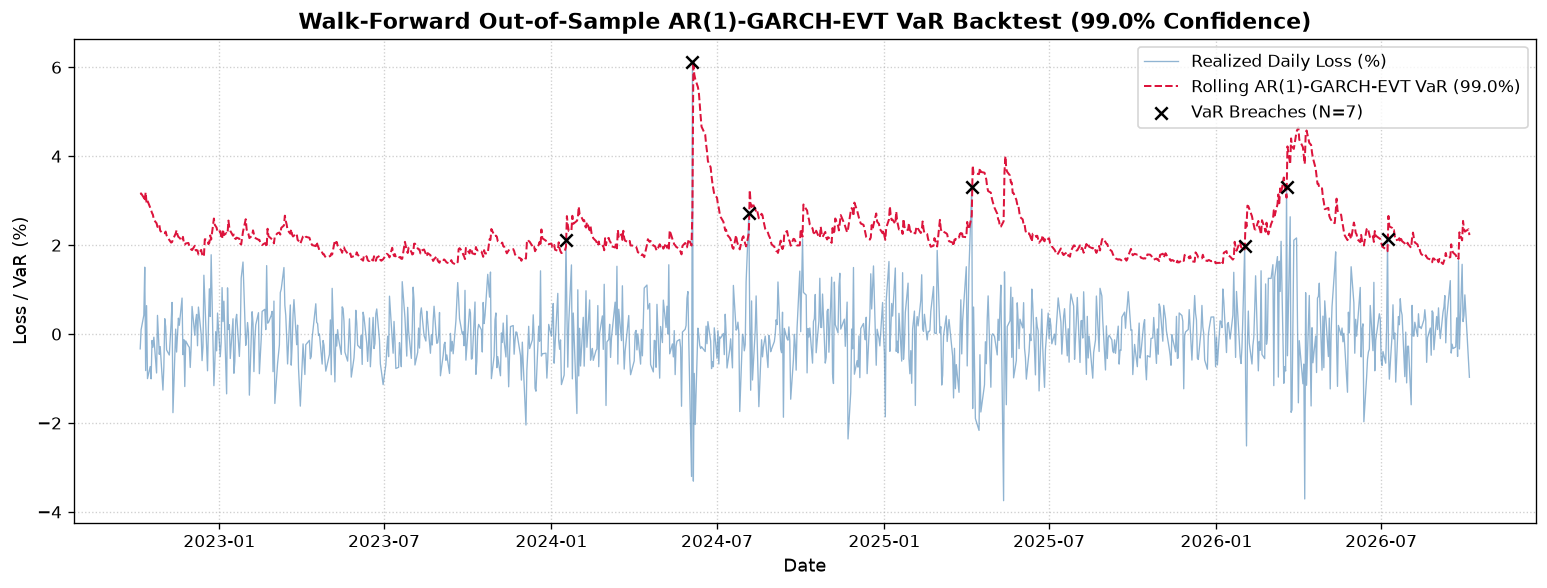 Walk-Forward Out-of-Sample AR(1)-GARCH-EVT VaR Backtest (99.0% Confidence)
Realized Daily Loss (%)
Rolling AR(1)-GARCH-EVT VaR (99.0%)
VaR Breaches (N=7)
Loss / VaR (%)
6
4
2
0
−2
−4
2023-01
2023-07
2024-01
2024-07
2025-01
2025-07
2026-01
2026-07
Date